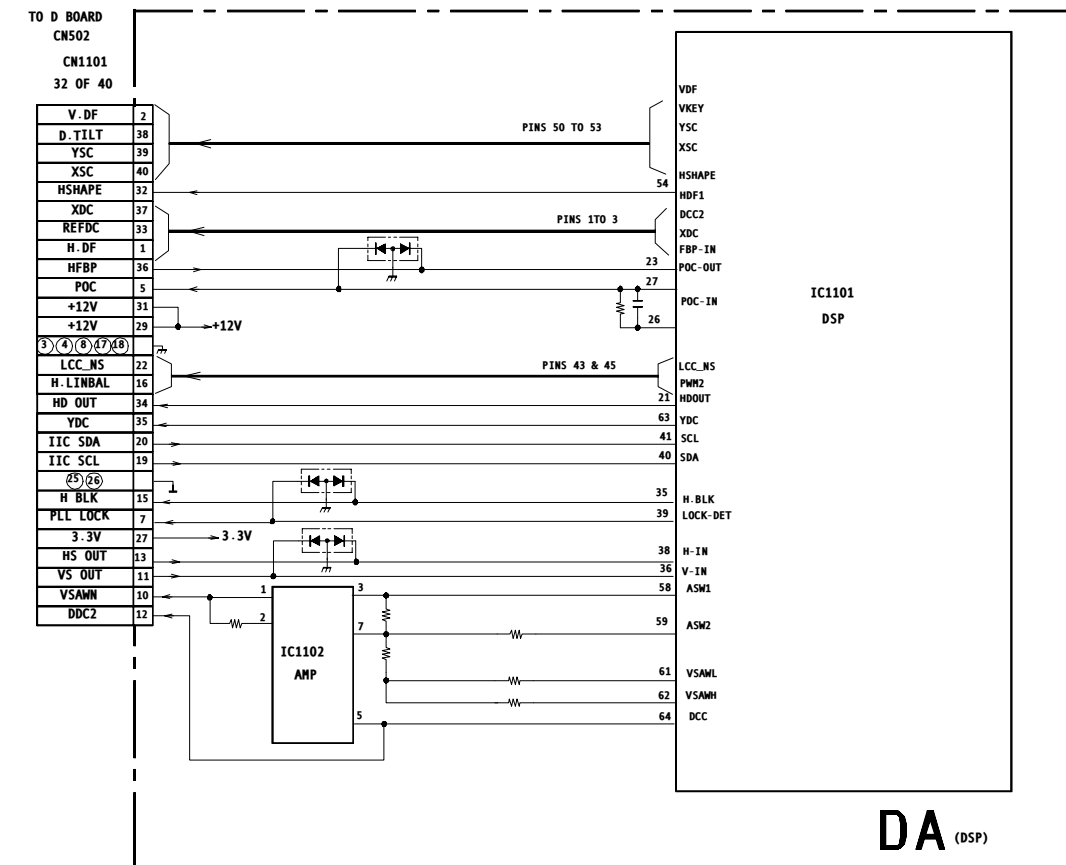 TO D BOARD
CN502
CN1101
32 OF 40
V.DF 2
D.TILT 38
YSC 39
XSC 40
HSHAPE 32
XDC 37
REFDC 33
H.DF 1
HFBP 36
POC 5
+12V 31
+12V 29
+12V
3 4 8 17 18
LCC_NS 22
H.LINBAL 16
HD OUT 34
YDC 35
IIC SDA 20
IIC SCL 19
25 26
H BLK 15
PLL LOCK 7
3.3V 27
3.3V
HS OUT 13
VS OUT 11
VSAWN 10
DDC2 12
PINS 50 TO 53
54
PINS 1TO 3
23
27
26
PINS 43 & 45
21
63
41
40
35
39
38
36
58
59
61
62
64
1
2
3
7
5
IC1102
AMP
VDF
VKEY
YSC
XSC
HSHAPE
HDF1
DCC2
XDC
FBP-IN
POC-OUT
POC-IN
LCC_NS
PWM2
HDOUT
YDC
SCL
SDA
H.BLK
LOCK-DET
H-IN
V-IN
ASW1
ASW2
VSAWL
VSAWH
DCC
IC1101
DSP
DA (DSP)